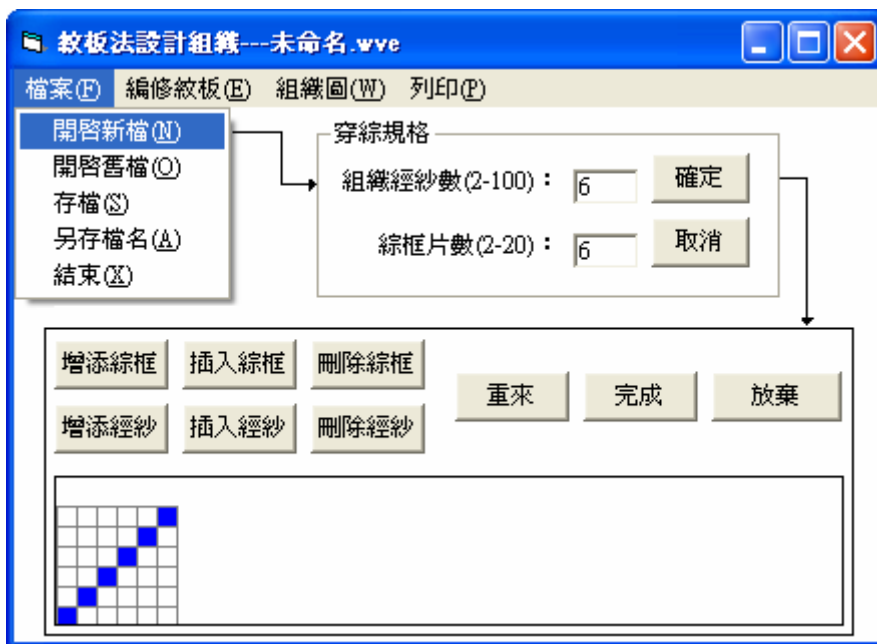 紋板法設計組織---未命名.wve
檔案(F) 編修紋板(E) 組織圖(W) 列印(P)
開啓新檔(N)
開啓舊檔(O)
存檔(S)
另存檔名(A)
結束(X)
穿綜規格
組織經紗數(2-100)： 6 確定
綜框片數(2-20)： 6 取消
增添綜框 插入綜框 刪除綜框
重來 完成 放棄
增添經紗 插入經紗 刪除經紗